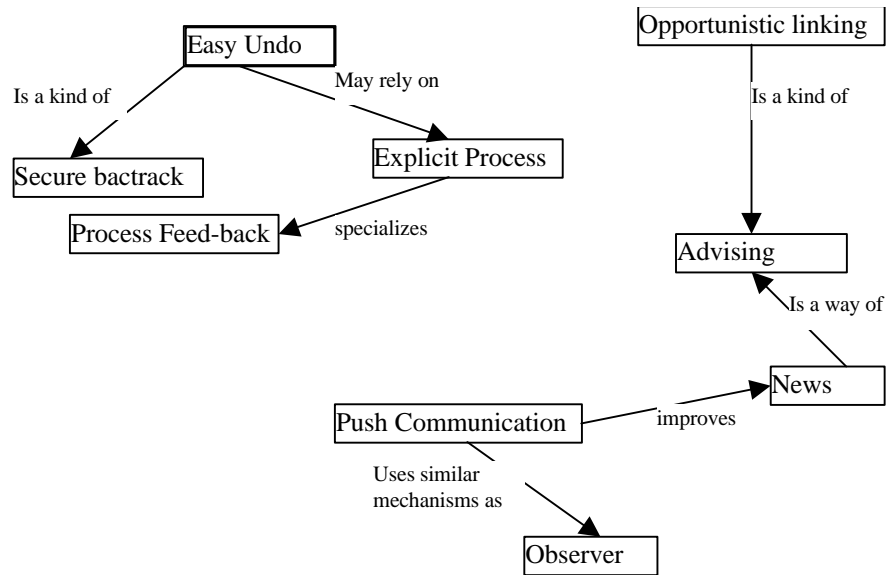 Opportunistic linking
Easy Undo
May rely on
Is a kind of
Is a kind of
Explicit Process
Secure bactrack
Process Feed-back
specializes
Advising
Is a way of
News
Push Communication
improves
Uses similar
mechanisms as
Observer